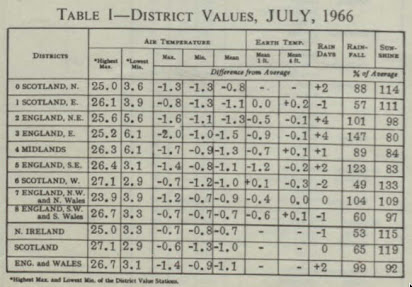 TABLE I—DISTRICT VALUES, JULY, 1966
DISTRICTS AIR TEMPERATURE EARTH TEMP. RAIN DAYS RAIN-FALL SUN-SHINE
*Highest Max. *Lowest Min. Max. Min. Mean Mean 1 ft. Mean 4 ft.
Difference from Average % of Average
0 SCOTLAND, N. 25.0 3.6 -1.3 -1.3 -0.8 - - +2 88 114
1 SCOTLAND, E. 26.1 3.9 -0.8 -1.3 -1.1 0.0 +0.2 -1 57 111
2 ENGLAND, N.E. 25.6 5.6 -1.6 -1.1 -1.3 -0.5 -0.1 +4 101 98
3 ENGLAND, E. 25.2 6.1 -2.0 -1.0 -1.5 -0.9 -0.1 +4 147 80
4 MIDLANDS 26.3 6.1 -1.7 -0.9 -1.3 -0.7 +0.1 +1 89 84
5 ENGLAND, S.E. 26.4 3.1 -1.4 -0.8 -1.1 -1.2 -0.2 +2 123 83
6 SCOTLAND, W. 27.1 2.9 -0.7 -1.2 -1.0 +0.1 -0.3 -2 49 133
7 ENGLAND, N.W. and N. Wales 23.9 3.9 -1.2 -0.7 -0.9 -0.4 0.0 0 104 109
8 ENGLAND, S.W. and S. Wales 26.7 3.3 -0.7 -0.7 -0.7 -0.6 +0.1 -1 60 97
N. IRELAND 25.0 3.3 -0.7 -0.8 -0.7 - - -1 53 115
SCOTLAND 27.1 2.9 -0.6 -1.3 -1.0 - - 0 65 119
ENG. and WALES 26.7 3.1 -1.4 -0.9 -1.1 - - +2 99 92
*Highest Max. and Lowest Min. of the District Value Stations.